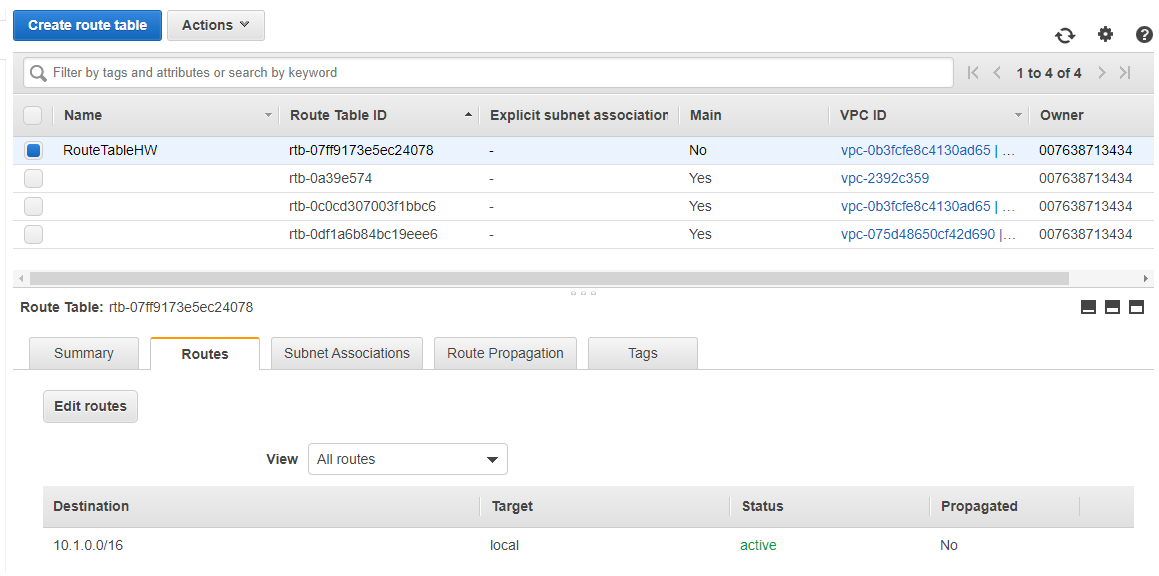 Create route table Actions
Filter by tags and attributes or search by keyword 1 to 4 of 4
Name Route Table ID Explicit subnet association Main VPC ID Owner
RouteTableHW rtb-07ff9173e5ec24078 - No vpc-0b3fcfe8c4130ad65 | ... 007638713434
rtb-0a39e574 - Yes vpc-2392c359 007638713434
rtb-0c0cd307003f1bbc6 - Yes vpc-0b3fcfe8c4130ad65 | ... 007638713434
rtb-0df1a6b84bc19eee6 - Yes vpc-075d48650cf42d690 |... 007638713434
Route Table: rtb-07ff9173e5ec24078
Summary Routes Subnet Associations Route Propagation Tags
Edit routes
View All routes
Destination Target Status Propagated
10.1.0.0/16 local active No